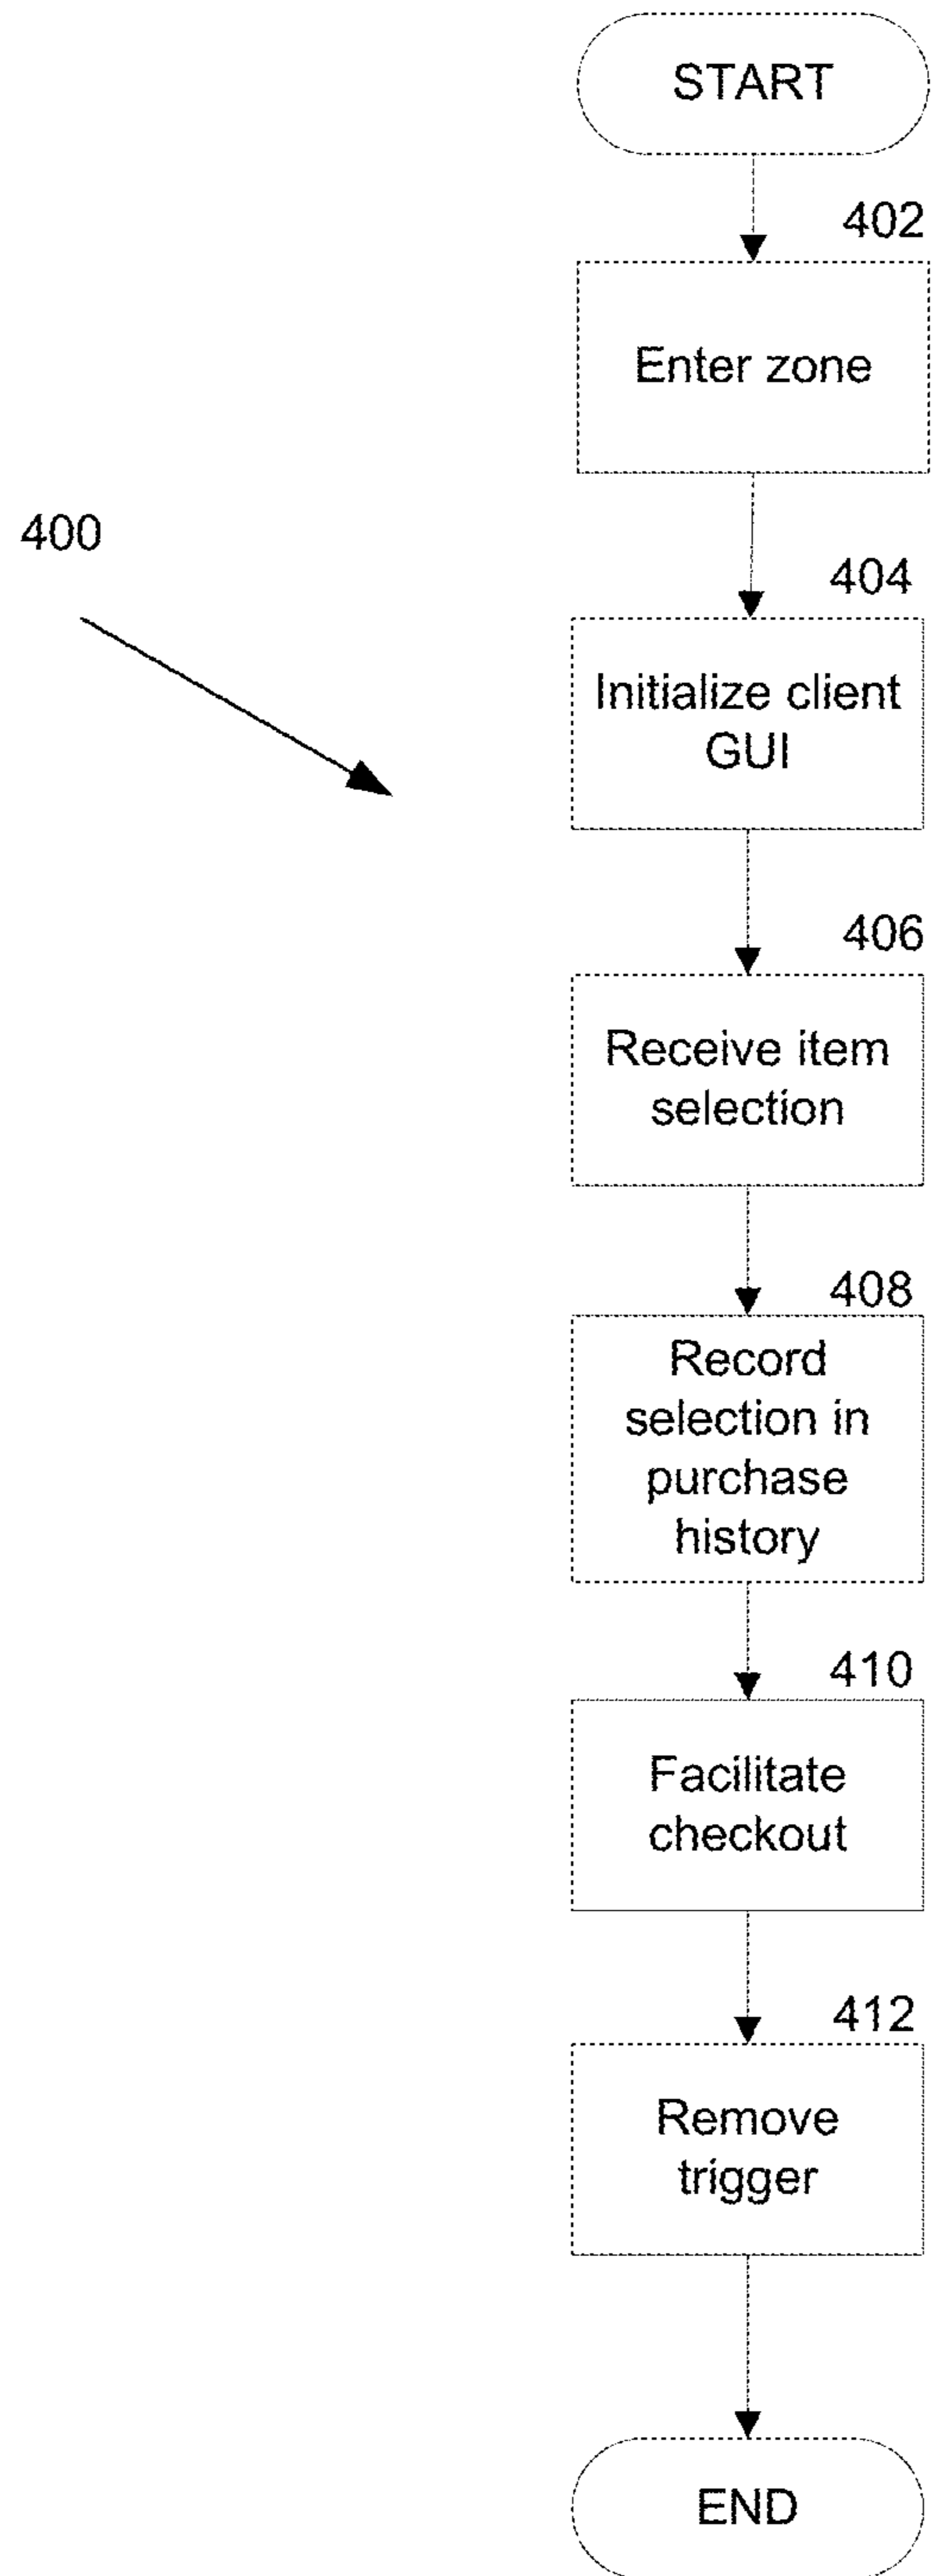 START
402
Enter zone
400
404
Initialize client
GUI
406
Receive item
selection
408
Record
selection in
purchase
history
410
Facilitate
checkout
412
Remove
trigger
END